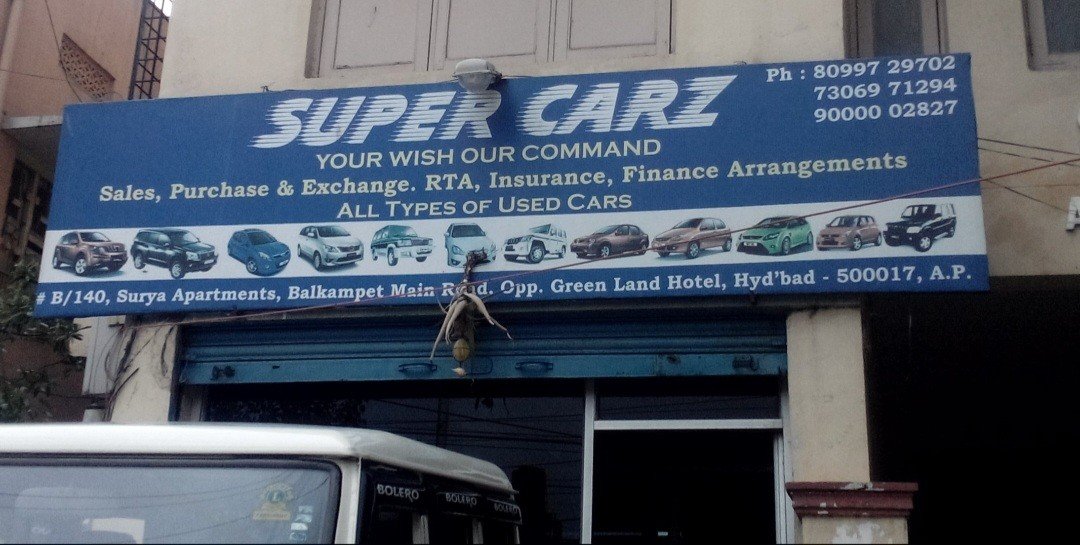 SUPER CARZ
Ph : 80997 29702
73069 71294
90000 02827
YOUR WISH OUR COMMAND
Sales, Purchase & Exchange. RTA, Insurance, Finance Arrangements
ALL TYPES OF USED CARS
# B/140, Surya Apartments, Balkampet Main Road. Opp. Green Land Hotel, Hyd'bad - 500017, A.P.
BOLERO BOLERO BOLERO